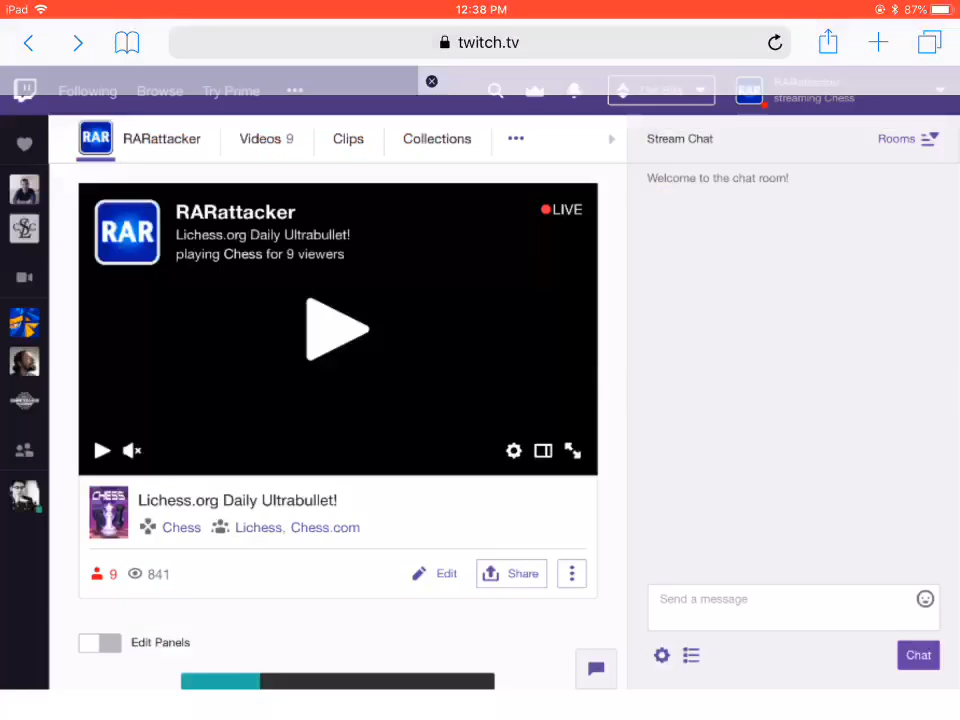 iPad
12:38 PM
87%
twitch.tv
Following Browse Try Prime
RARattacker
streaming Chess
RAR
RARattacker
Videos 9
Clips
Collections
Stream Chat
Rooms
Welcome to the chat room!
RAR
RARattacker
LIVE
Lichess.org Daily Ultrabullet!
playing Chess for 9 viewers
CHESS
Lichess.org Daily Ultrabullet!
Chess Lichess, Chess.com
9 841
Edit
Share
Edit Panels
Send a message
Chat